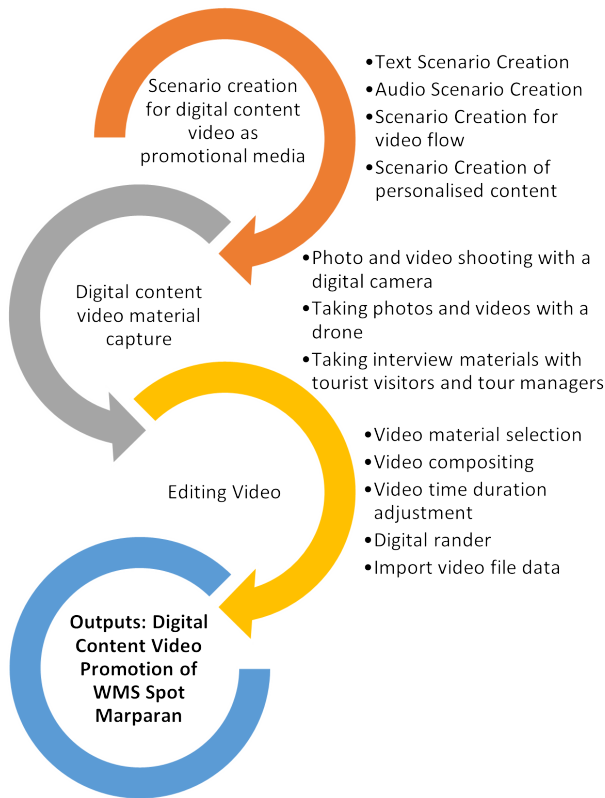 Scenario creation
for digital content
video as
promotional media
•Text Scenario Creation
•Audio Scenario Creation
•Scenario Creation for
video flow
•Scenario Creation of
personalised content
Digital content
video material
capture
•Photo and video shooting with a
digital camera
•Taking photos and videos with a
drone
•Taking interview materials with
tourist visitors and tour managers
Editing Video
•Video material selection
•Video compositing
•Video time duration
adjustment
•Digital rander
•Import video file data
Outputs: Digital
Content Video
Promotion of
WMS Spot
Marparan